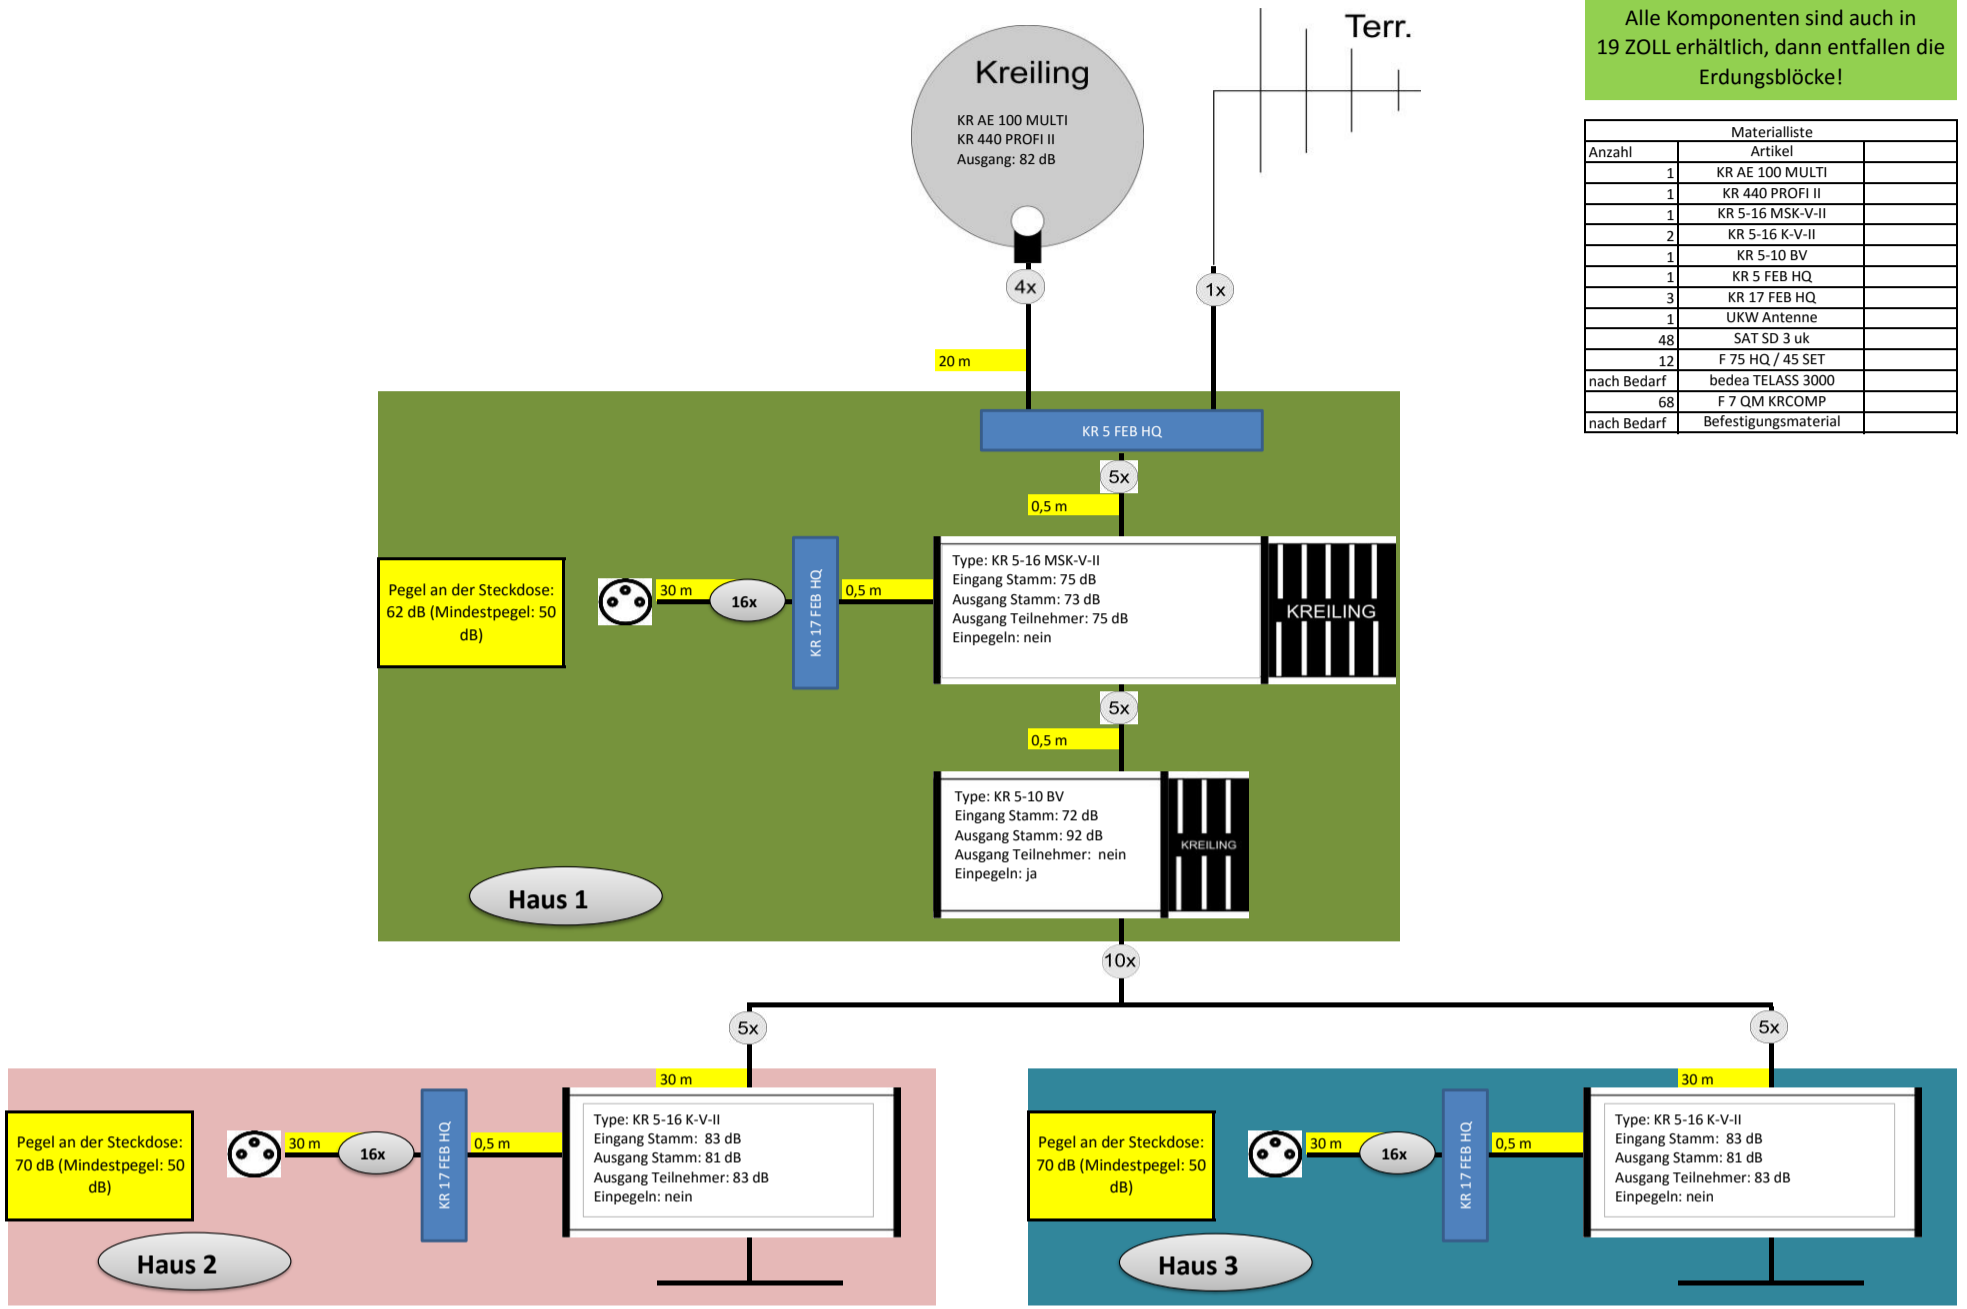 Kreiling
KR AE 100 MULTI
KR 440 PROFI II
Ausgang: 82 dB
Terr.
4x
1x
20 m
Alle Komponenten sind auch in
19 ZOLL erhältlich, dann entfallen die
Erdungsblöcke!
Materialliste
Anzahl Artikel
1 KR AE 100 MULTI
1 KR 440 PROFI II
1 KR 5-16 MSK-V-II
2 KR 5-16 K-V-II
1 KR 5-10 BV
1 KR 5 FEB HQ
3 KR 17 FEB HQ
1 UKW Antenne
48 SAT SD 3 uk
12 F 75 HQ / 45 SET
nach Bedarf bedea TELASS 3000
68 F 7 QM KRCOMP
nach Bedarf Befestigungsmaterial
KR 5 FEB HQ
5x
0,5 m
Pegel an der Steckdose:
62 dB (Mindestpegel: 50
dB)
30 m
16x
KR 17 FEB HQ
0,5 m
Type: KR 5-16 MSK-V-II
Eingang Stamm: 75 dB
Ausgang Stamm: 73 dB
Ausgang Teilnehmer: 75 dB
Einpegeln: nein
KREILING
5x
0,5 m
Type: KR 5-10 BV
Eingang Stamm: 72 dB
Ausgang Stamm: 92 dB
Ausgang Teilnehmer: nein
Einpegeln: ja
KREILING
Haus 1
10x
5x
30 m
Pegel an der Steckdose:
70 dB (Mindestpegel: 50
dB)
30 m
16x
KR 17 FEB HQ
0,5 m
Type: KR 5-16 K-V-II
Eingang Stamm: 83 dB
Ausgang Stamm: 81 dB
Ausgang Teilnehmer: 83 dB
Einpegeln: nein
Haus 2
5x
30 m
Pegel an der Steckdose:
70 dB (Mindestpegel: 50
dB)
30 m
16x
KR 17 FEB HQ
0,5 m
Type: KR 5-16 K-V-II
Eingang Stamm: 83 dB
Ausgang Stamm: 81 dB
Ausgang Teilnehmer: 83 dB
Einpegeln: nein
Haus 3